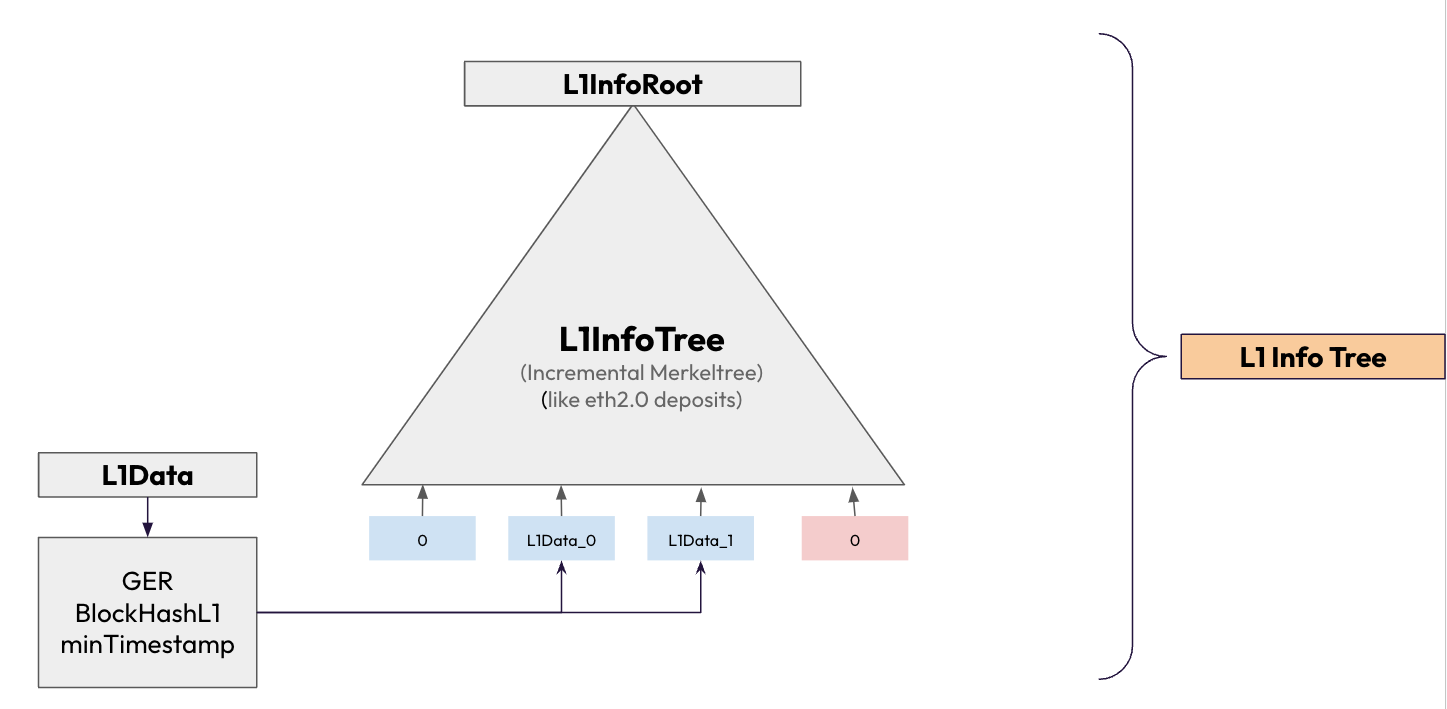 L1InfoRoot
L1InfoTree
(Incremental Merkeltree)
(like eth2.0 deposits)
L1 Info Tree
L1Data
GER
BlockHashL1
minTimestamp
0
L1Data_0
L1Data_1
0